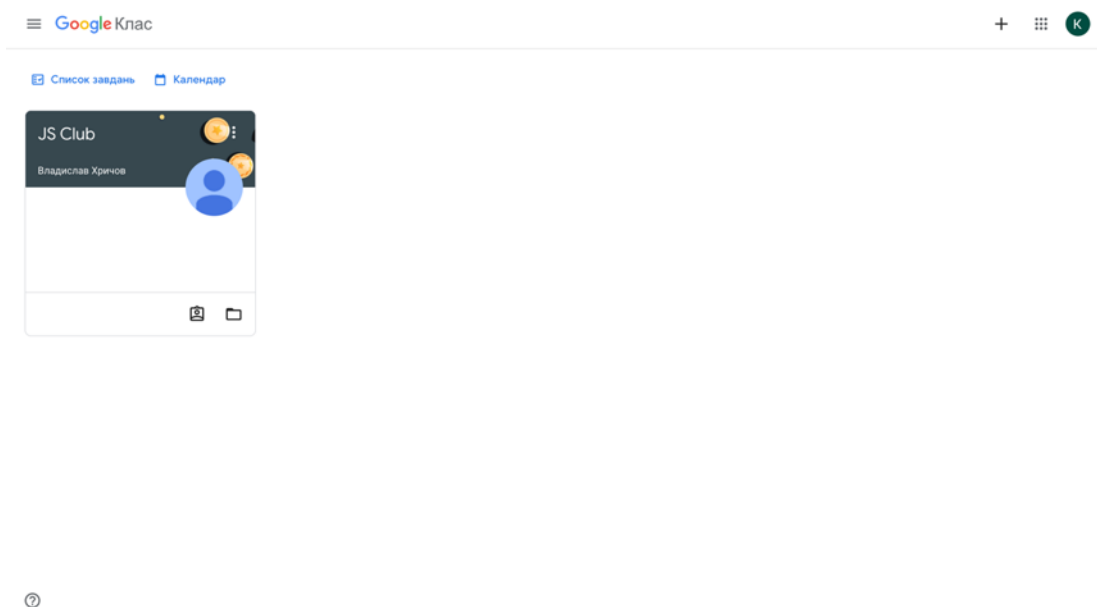 Google Клас
K
Список завдань Календар
JS Club
Владислав Хричов